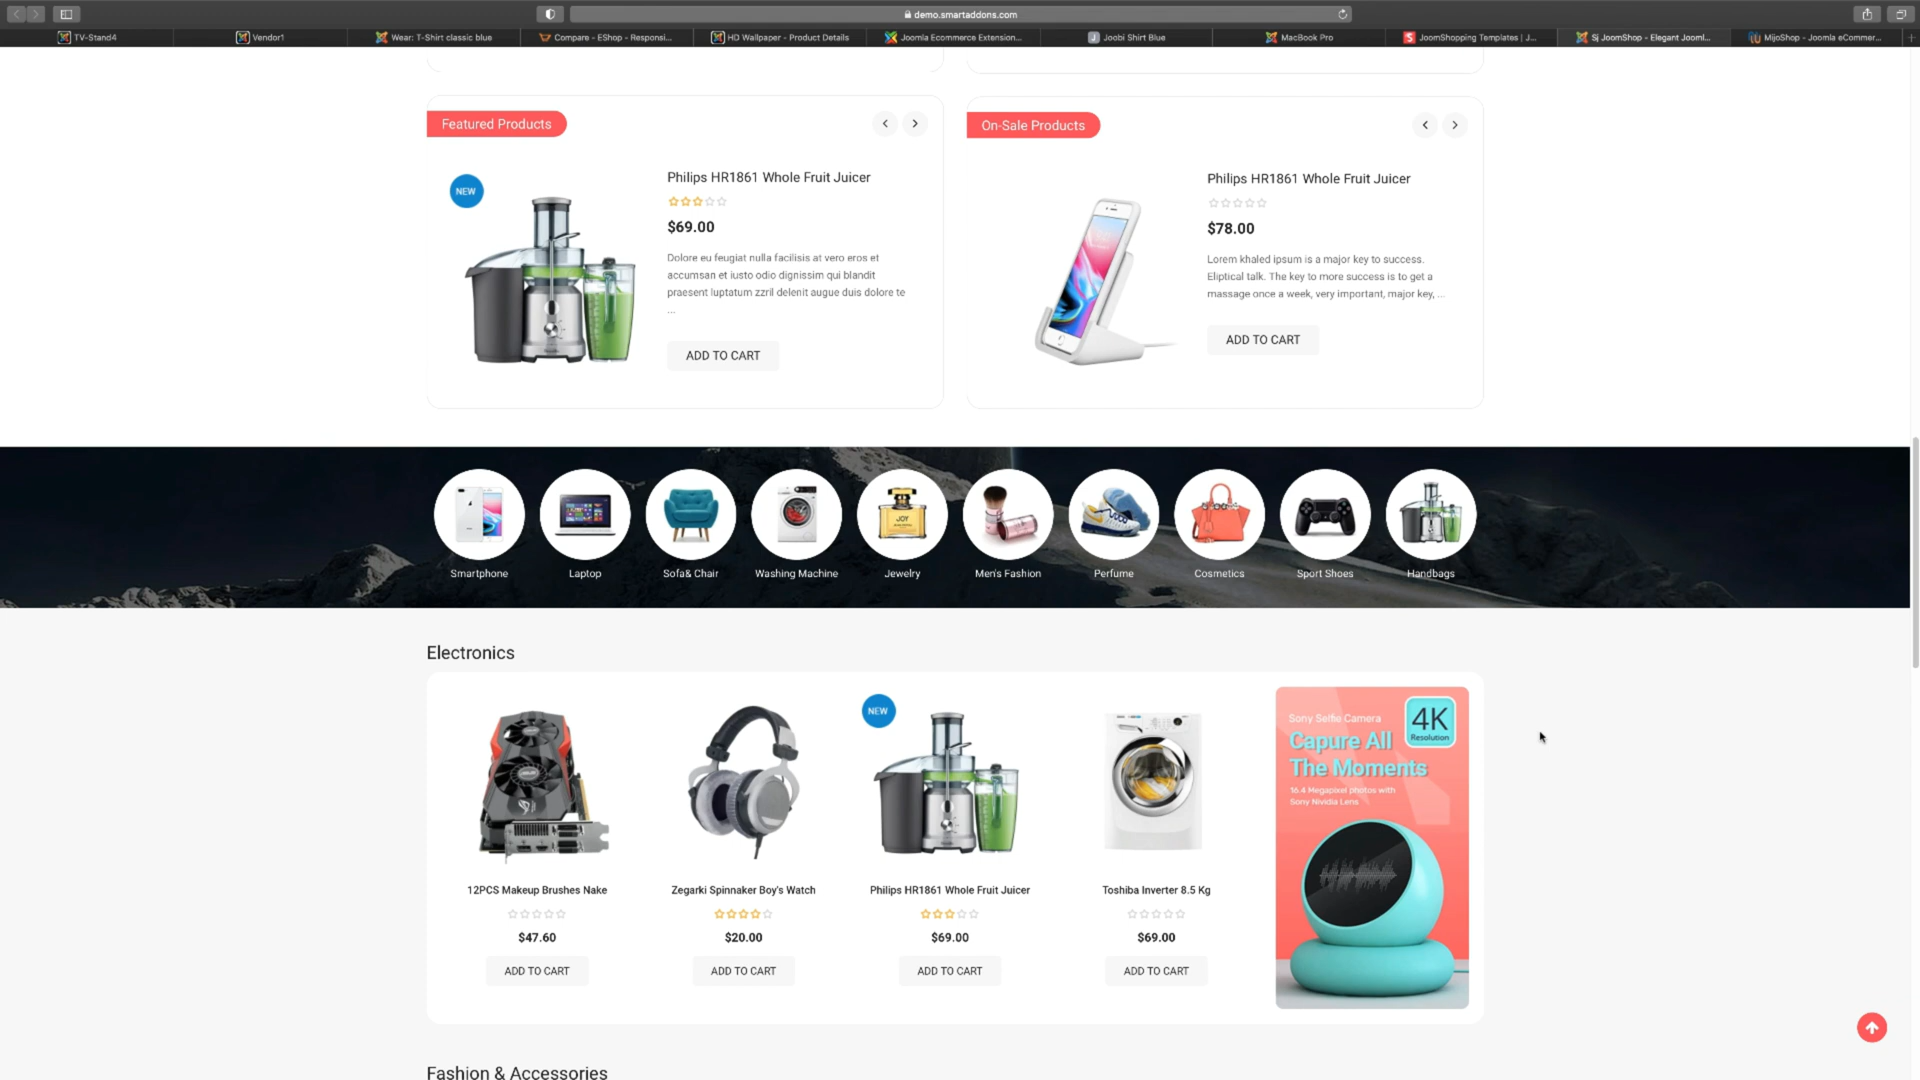 demo.smartaddons.com
TV-Stand4
Vendor1
Wear: T-Shirt classic blue
Compare - EShop - Responsi...
HD Wallpaper - Product Details
Joomla Ecommerce Extension...
Joobi Shirt Blue
MacBook Pro
JoomShopping Templates | J...
Sj JoomShop - Elegant Jooml...
MijoShop - Joomla eCommer...
Featured Products
NEW
Philips HR1861 Whole Fruit Juicer
$69.00
Dolore eu feugiat nulla facilisis at vero eros et
accumsan et iusto odio dignissim qui blandit
praesent luptatum zzril delenit augue duis dolore te
...
ADD TO CART
On-Sale Products
Philips HR1861 Whole Fruit Juicer
$78.00
Lorem khaled ipsum is a major key to success.
Eliptical talk. The key to more success is to get a
massage once a week, very important, major key, ...
ADD TO CART
JOY
Smartphone
Laptop
Sofa& Chair
Washing Machine
Jewelry
Men's Fashion
Perfume
Cosmetics
Sport Shoes
Handbags
Electronics
12PCS Makeup Brushes Nake
$47.60
ADD TO CART
Zegarki Spinnaker Boy's Watch
$20.00
ADD TO CART
NEW
Philips HR1861 Whole Fruit Juicer
$69.00
ADD TO CART
Toshiba Inverter 8.5 Kg
$69.00
ADD TO CART
Sony Selfie Camera
4K
Resolution
Capure All
The Moments
16.4 Megapixel photos with
Sony Nividia Lens
Fashion & Accessories